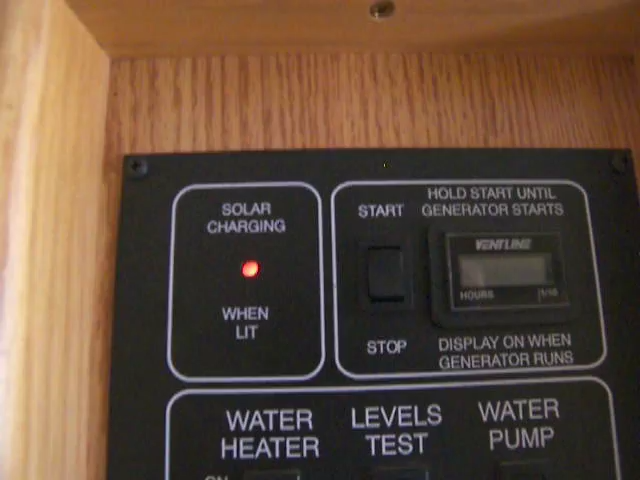 SOLAR
CHARGING
WHEN
LIT
HOLD START UNTIL
START GENERATOR STARTS
VENTLINE
HOURS 1/10
STOP
DISPLAY ON WHEN
GENERATOR RUNS
WATER
HEATER
LEVELS
TEST
WATER
PUMP
ON